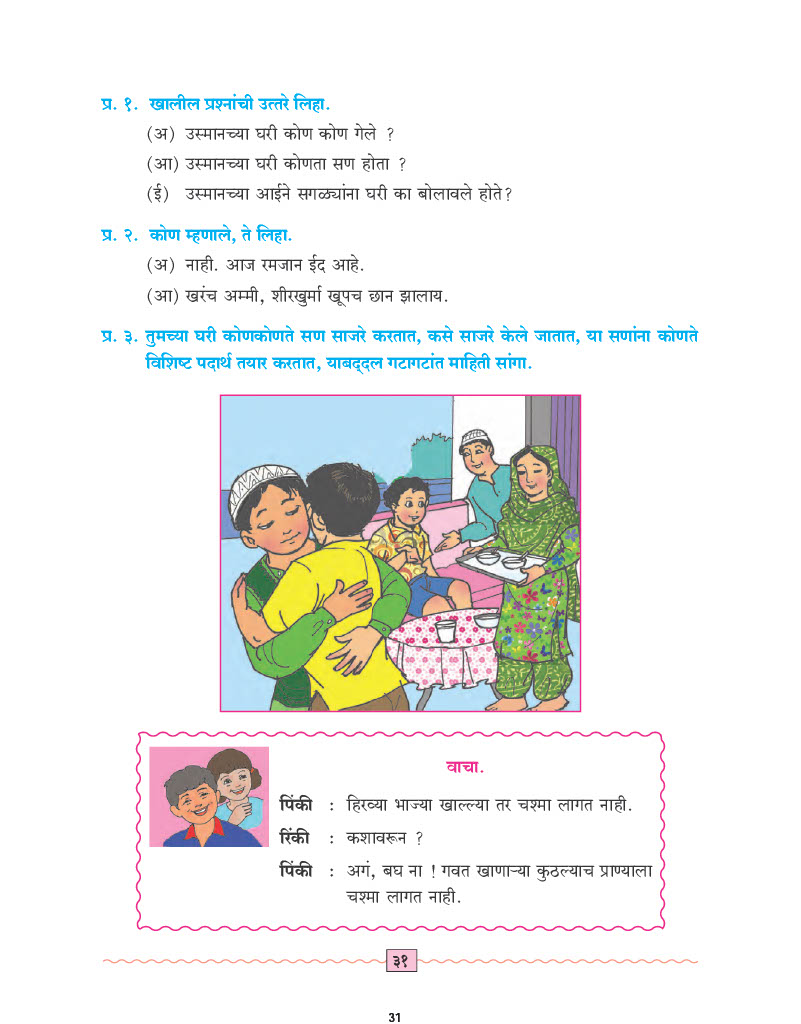 प्र. १. खालील प्रश्नांची उत्तरे लिहा.
(अ) उस्मानच्या घरी कोण कोण गेले ?
(आ) उस्मानच्या घरी कोणता सण होता ?
(ई) उस्मानच्या आईने सगळ्यांना घरी का बोलावले होते?
प्र. २. कोण म्हणाले, ते लिहा.
(अ) नाही. आज रमजान ईद आहे.
(आ) खरंच अम्मी, शीरखुर्मा खूपच छान झालाय.
प्र. ३. तुमच्या घरी कोणकोणते सण साजरे करतात, कसे साजरे केले जातात, या सणांना कोणते
विशिष्ट पदार्थ तयार करतात, याबद्दल गटागटांत माहिती सांगा.
वाचा.
पिंकी : हिरव्या भाज्या खाल्ल्या तर चश्मा लागत नाही.
रिंकी : कशावरून ?
पिंकी : अगं, बघ ना ! गवत खाणाऱ्या कुठल्याच प्राण्याला
चश्मा लागत नाही.
३१
31